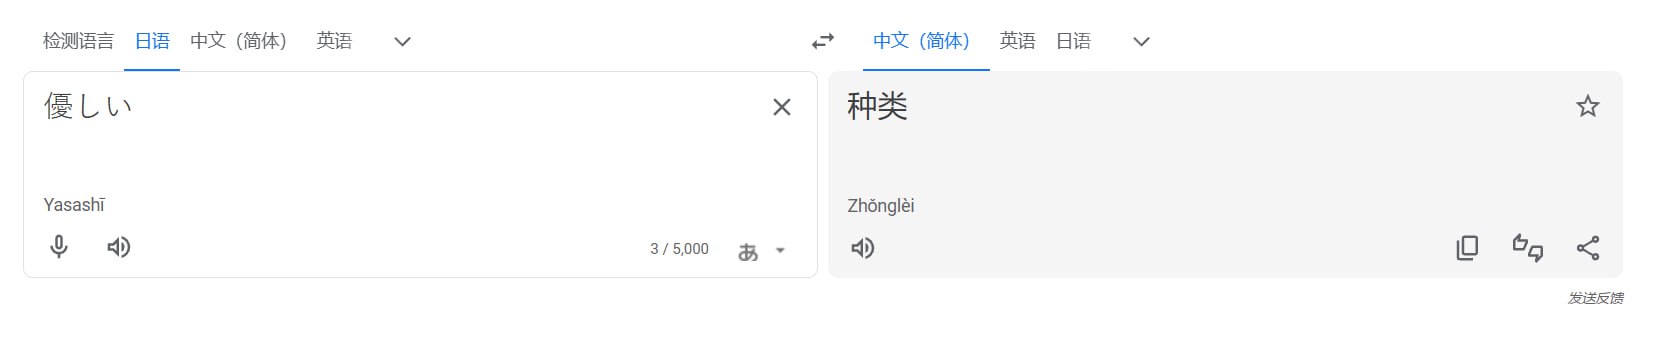 检测语言 日语 中文（简体） 英语 中文（简体） 英语 日语
優しい
种类
Yasashī
Zhǒnglèi
3 / 5,000 あ
发送反馈